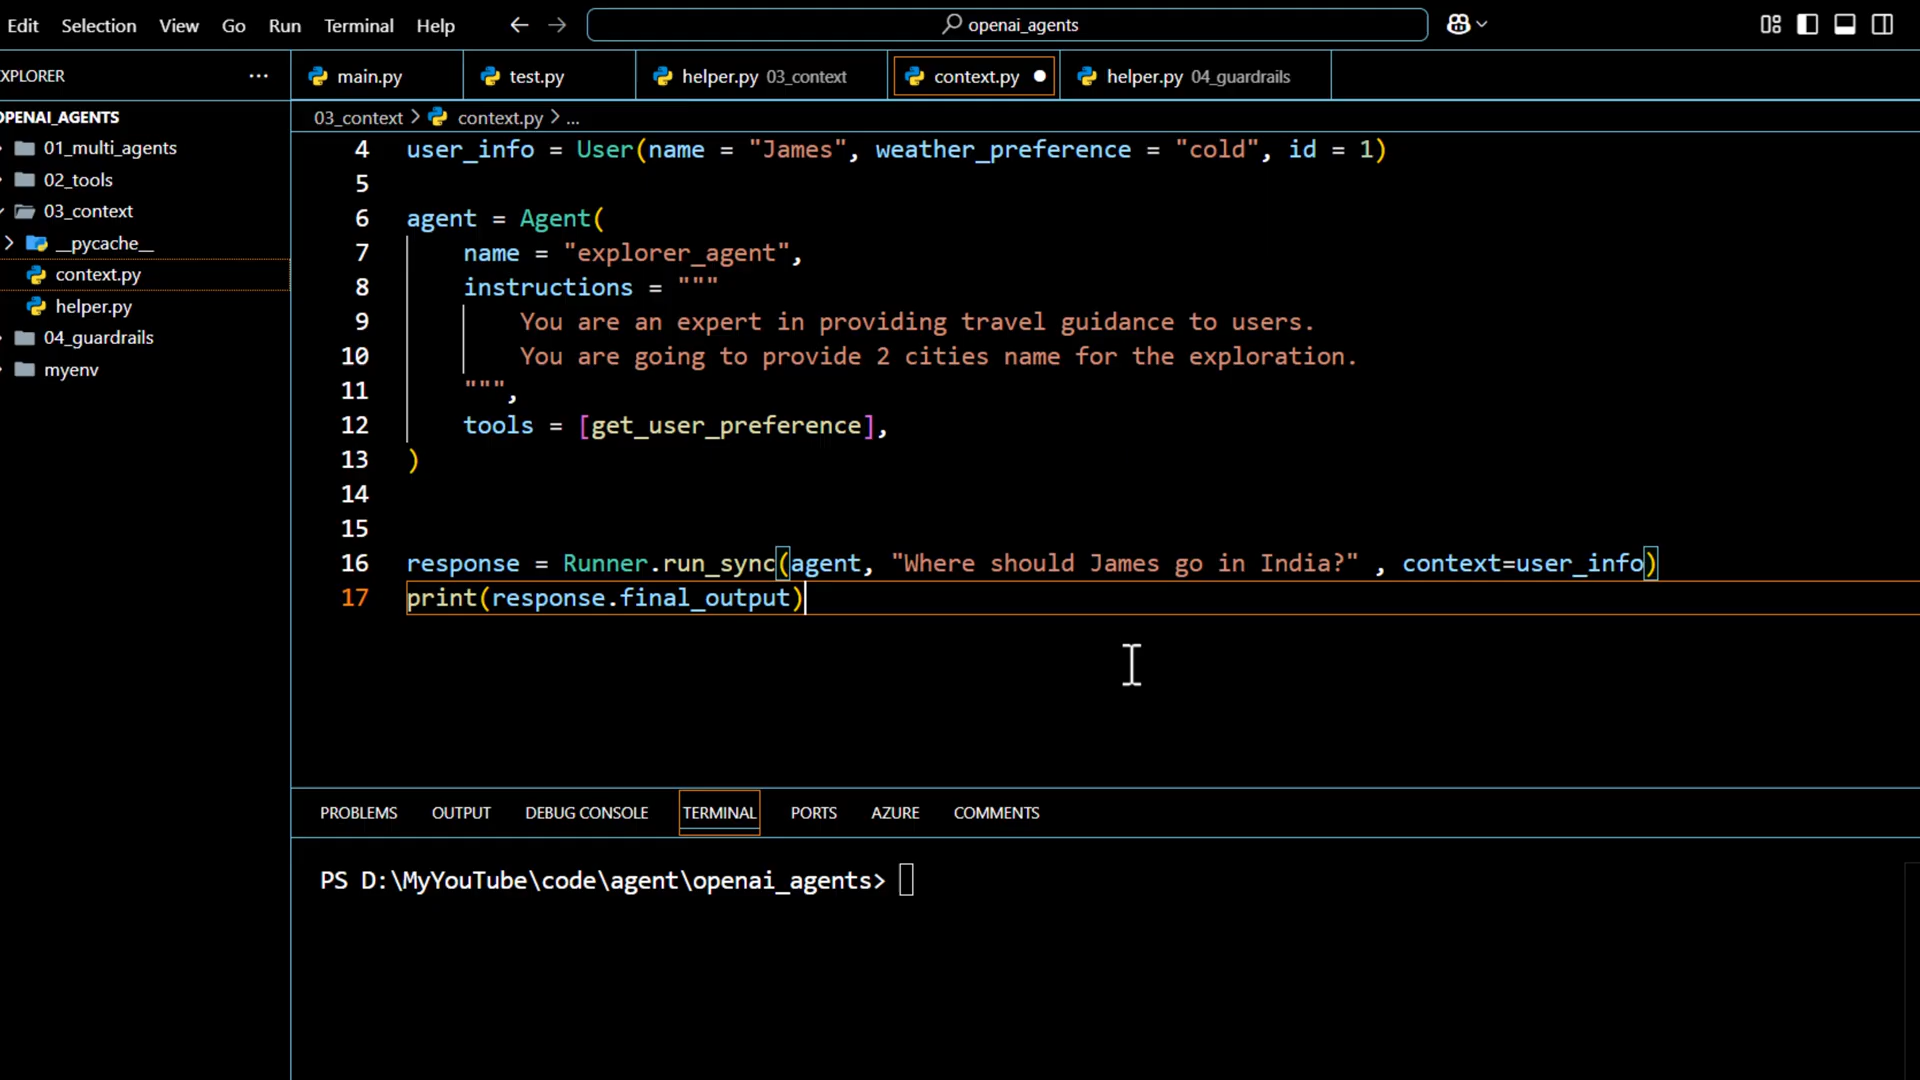 Edit Selection View Go Run Terminal Help openai_agents
XPLORER ...
main.py test.py helper.py 03_context context.py helper.py 04_guardrails
03_context > context.py > ...
OPENAI_AGENTS
01_multi_agents
02_tools
03_context
__pycache__
context.py
helper.py
04_guardrails
myenv
4 user_info = User(name = "James", weather_preference = "cold", id = 1)
5
6 agent = Agent(
7 name = "explorer_agent",
8 instructions = """
9 You are an expert in providing travel guidance to users.
10 You are going to provide 2 cities name for the exploration.
11 """,
12 tools = [get_user_preference],
13 )
14
15
16 response = Runner.run_sync(agent, "Where should James go in India?" , context=user_info)
17 print(response.final_output)
PROBLEMS OUTPUT DEBUG CONSOLE TERMINAL PORTS AZURE COMMENTS
PS D:\MyYouTube\code\agent\openai_agents>